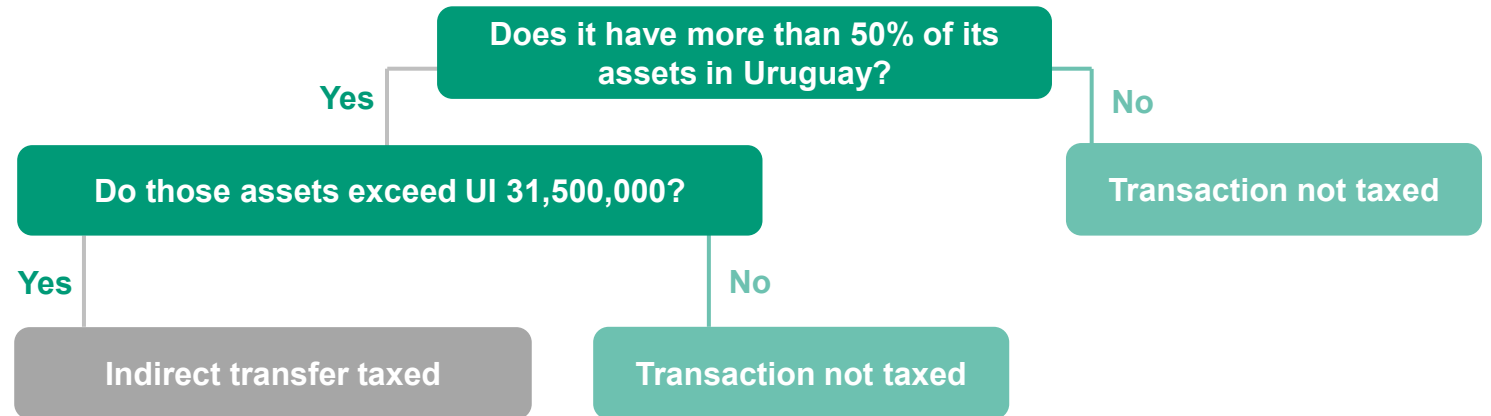 Does it have more than 50% of its
assets in Uruguay?
Yes
No
Do those assets exceed UI 31,500,000?
Transaction not taxed
Yes
No
Indirect transfer taxed
Transaction not taxed